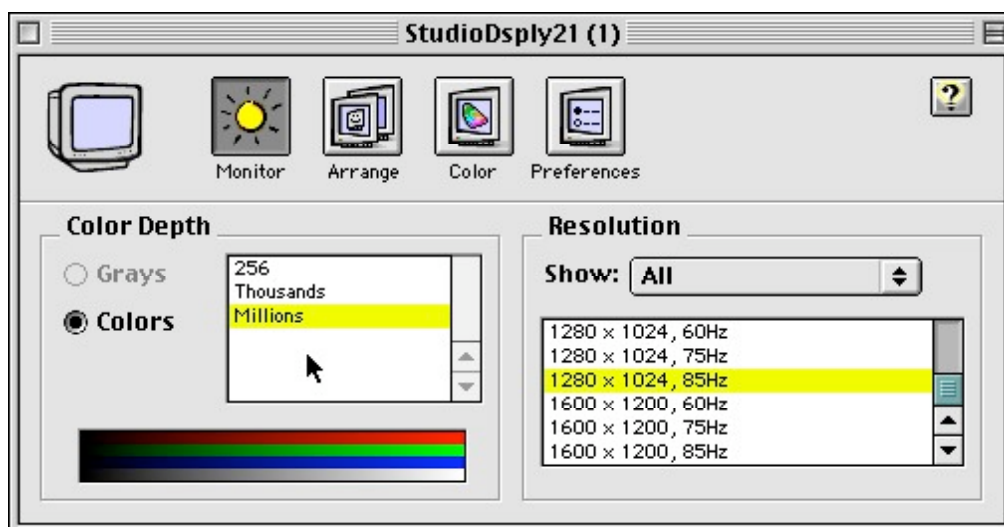 StudioDsply21 (1)
?
Monitor Arrange Color Preferences
Color Depth
Grays
Colors
256
Thousands
Millions
Resolution
Show: All
1280 x 1024, 60Hz
1280 x 1024, 75Hz
1280 x 1024, 85Hz
1600 x 1200, 60Hz
1600 x 1200, 75Hz
1600 x 1200, 85Hz